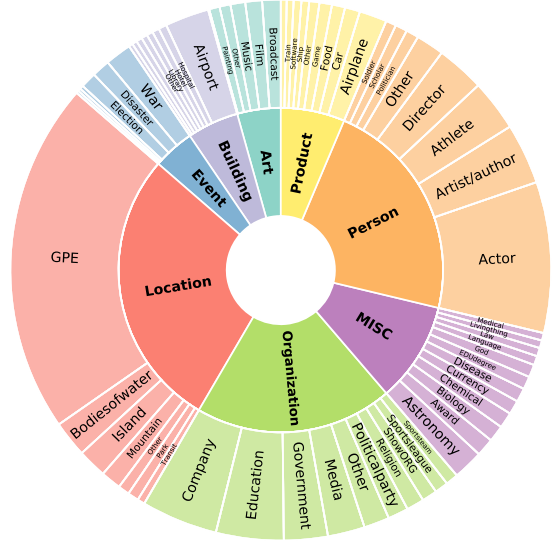 Product
Person
MISC
Organization
Location
Event
Building
Art
Train
Software
Ship
Other
Game
Food
Car
Airplane
Soldier
Scholar
Politician
Other
Director
Athlete
Artist/author
Actor
Medical
Livingthing
Law
Language
God
EDUdegree
Disease
Currency
Chemical
Biology
Award
Astronomy
Sportsteam
Sportsleague
ShowORG
Religion
Politicalparty
Other
Media
Government
Education
Company
Transit
Park
Other
Mountain
Island
Bodiesofwater
GPE
Election
Disaster
War
Other
Library
Hotel
Hospital
Airport
Painting
Other
Music
Film
Broadcast